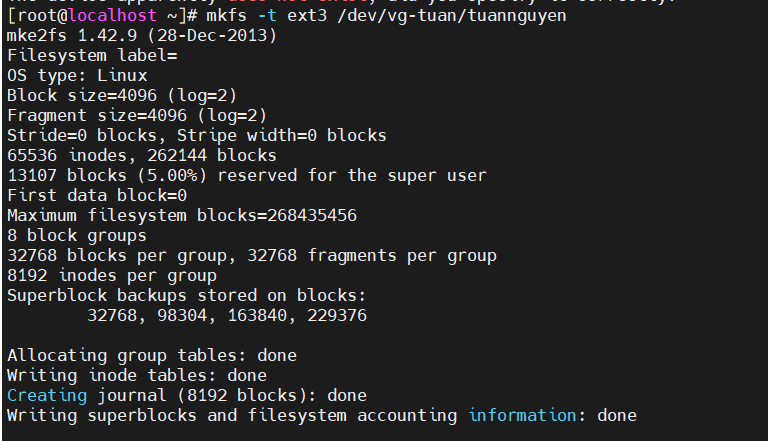 [root@localhost ~]# mkfs -t ext3 /dev/vg-tuan/tuannguyen
mke2fs 1.42.9 (28-Dec-2013)
Filesystem label=
OS type: Linux
Block size=4096 (log=2)
Fragment size=4096 (log=2)
Stride=0 blocks, Stripe width=0 blocks
65536 inodes, 262144 blocks
13107 blocks (5.00%) reserved for the super user
First data block=0
Maximum filesystem blocks=268435456
8 block groups
32768 blocks per group, 32768 fragments per group
8192 inodes per group
Superblock backups stored on blocks:
        32768, 98304, 163840, 229376

Allocating group tables: done
Writing inode tables: done
Creating journal (8192 blocks): done
Writing superblocks and filesystem accounting information: done